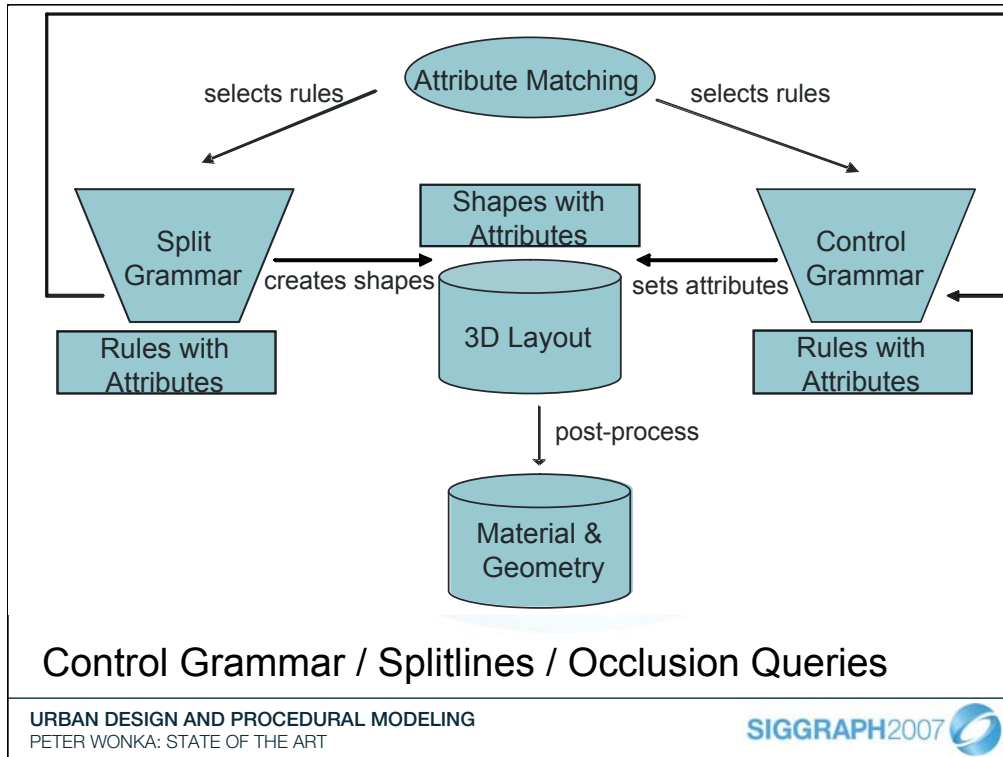 Attribute Matching
selects rules
selects rules
Split
Grammar
Shapes with
Attributes
Control
Grammar
creates shapes
sets attributes
3D Layout
Rules with
Attributes
Rules with
Attributes
post-process
Material &
Geometry
Control Grammar / Splitlines / Occlusion Queries
URBAN DESIGN AND PROCEDURAL MODELING
PETER WONKA: STATE OF THE ART
SIGGRAPH2007